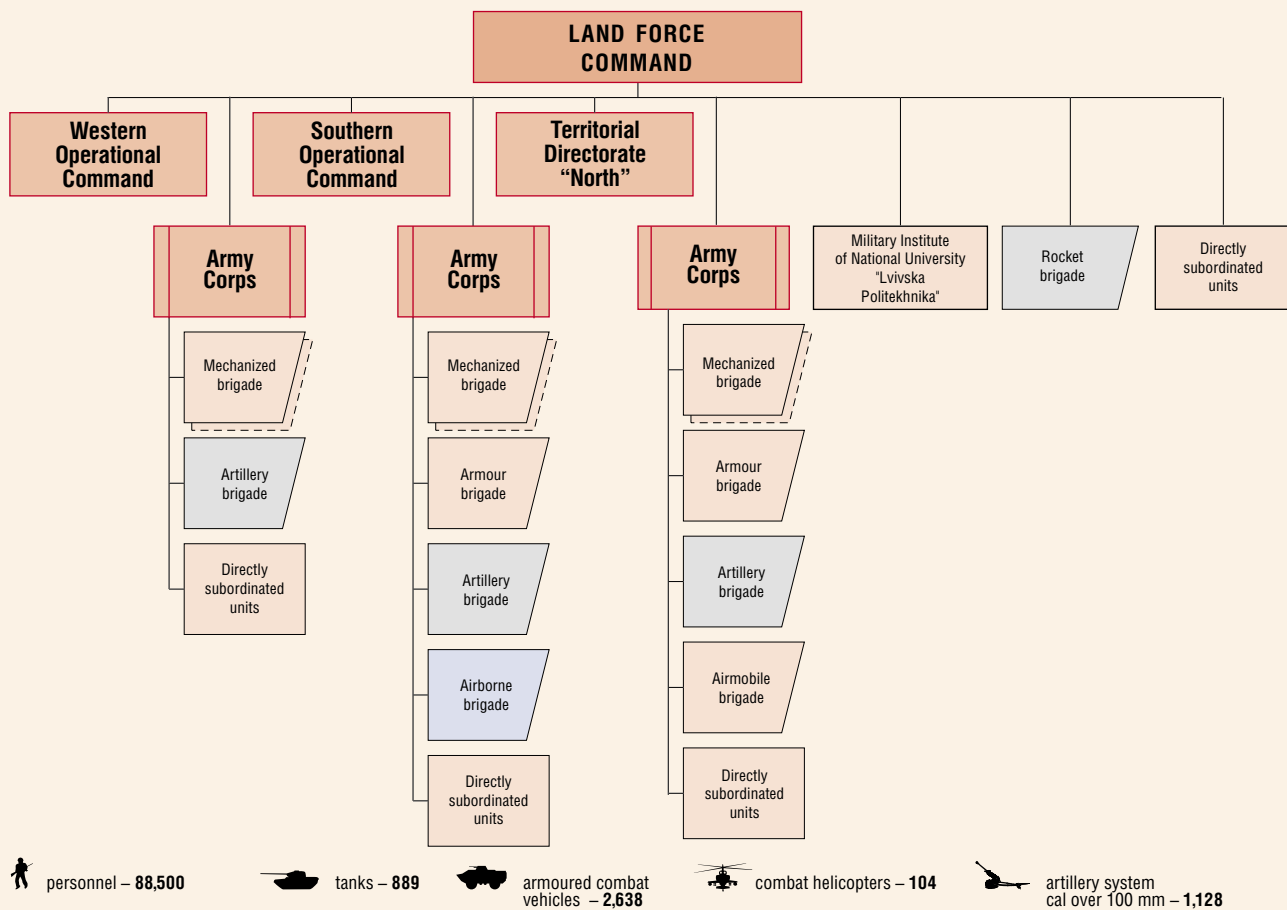 LAND FORCE
COMMAND
Western
Operational
Command
Southern
Operational
Command
Territorial
Directorate
“North”
Army
Corps
Army
Corps
Army
Corps
Military Institute
of National University
"Lvivska
Politekhnika"
Rocket
brigade
Directly
subordinated
units
Mechanized
brigade
Artillery
brigade
Directly
subordinated
units
Mechanized
brigade
Armour
brigade
Artillery
brigade
Airborne
brigade
Directly
subordinated
units
Mechanized
brigade
Armour
brigade
Artillery
brigade
Airmobile
brigade
Directly
subordinated
units
personnel – 88,500
tanks – 889
armoured combat
vehicles – 2,638
combat helicopters – 104
artillery system
cal over 100 mm – 1,128